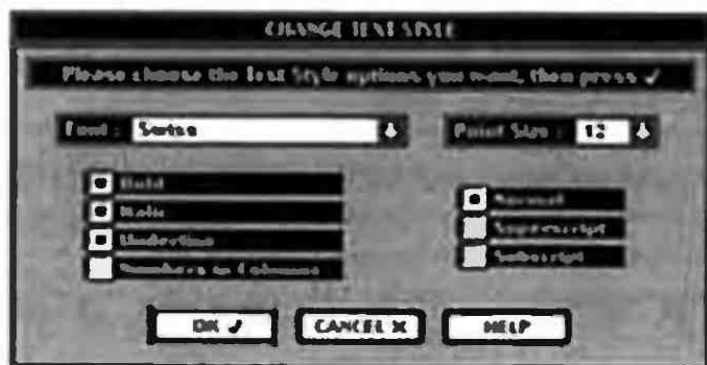 CHANGE TEXT STYLE
Please choose the Text Style options you want, then press ✓
Font : Swiss
Point Size : 12
Bold
Italic
Underline
Numbers in Columns
Normal
Superscript
Subscript
OK ✓
CANCEL X
HELP